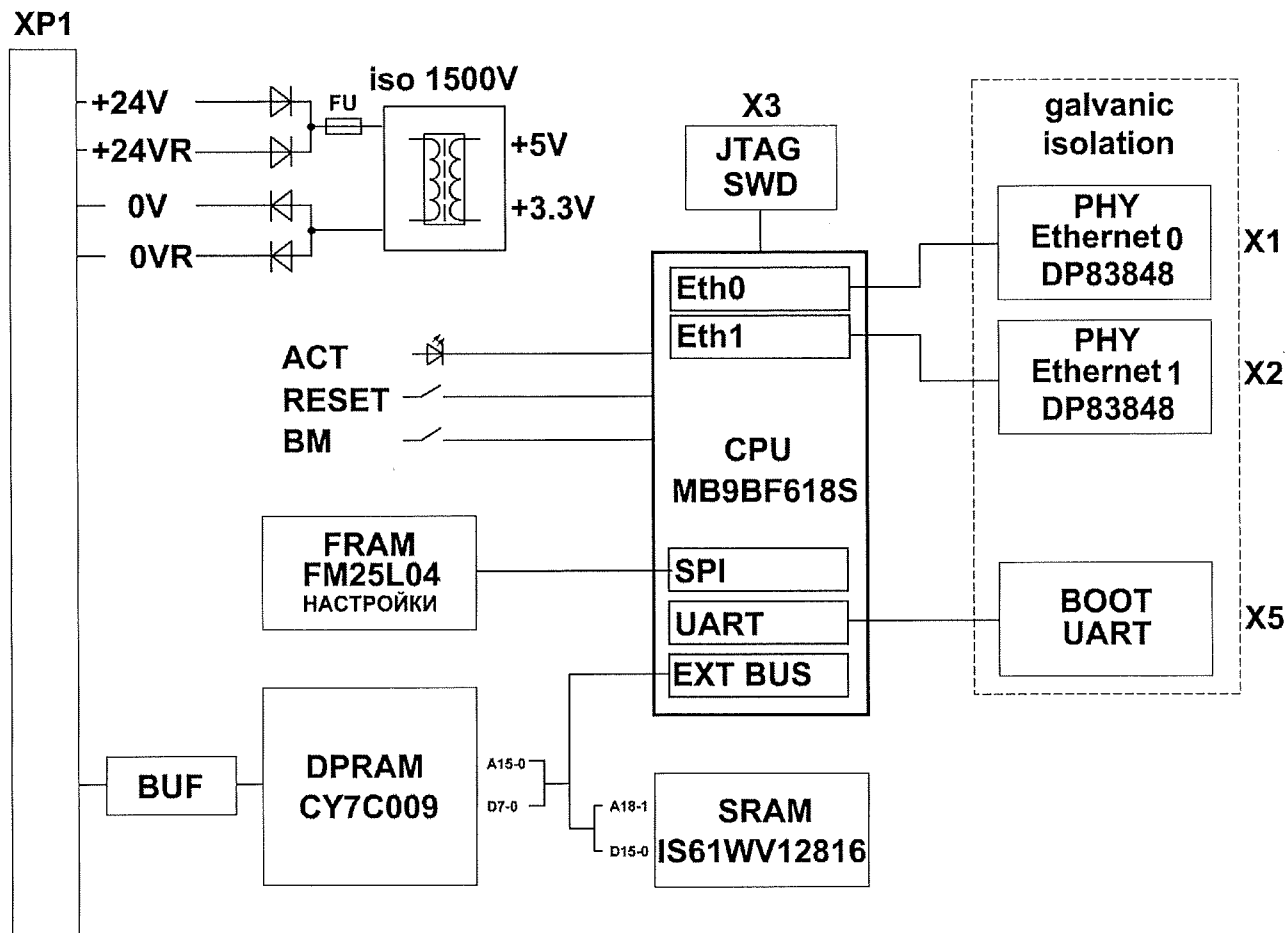 XP1
+24V
+24VR
0V
0VR
FU
iso 1500V
+5V
+3.3V
X3
JTAG
SWD
galvanic
isolation
PHY
Ethernet 0
DP83848
X1
PHY
Ethernet 1
DP83848
X2
Eth0
Eth1
ACT
RESET
BM
CPU
MB9BF618S
FRAM
FM25L04
НАСТРОЙКИ
SPI
UART
EXT BUS
BOOT
UART
X5
BUF
DPRAM
CY7C009
A15-0
D7-0
A18-1
D15-0
SRAM
IS61WV12816